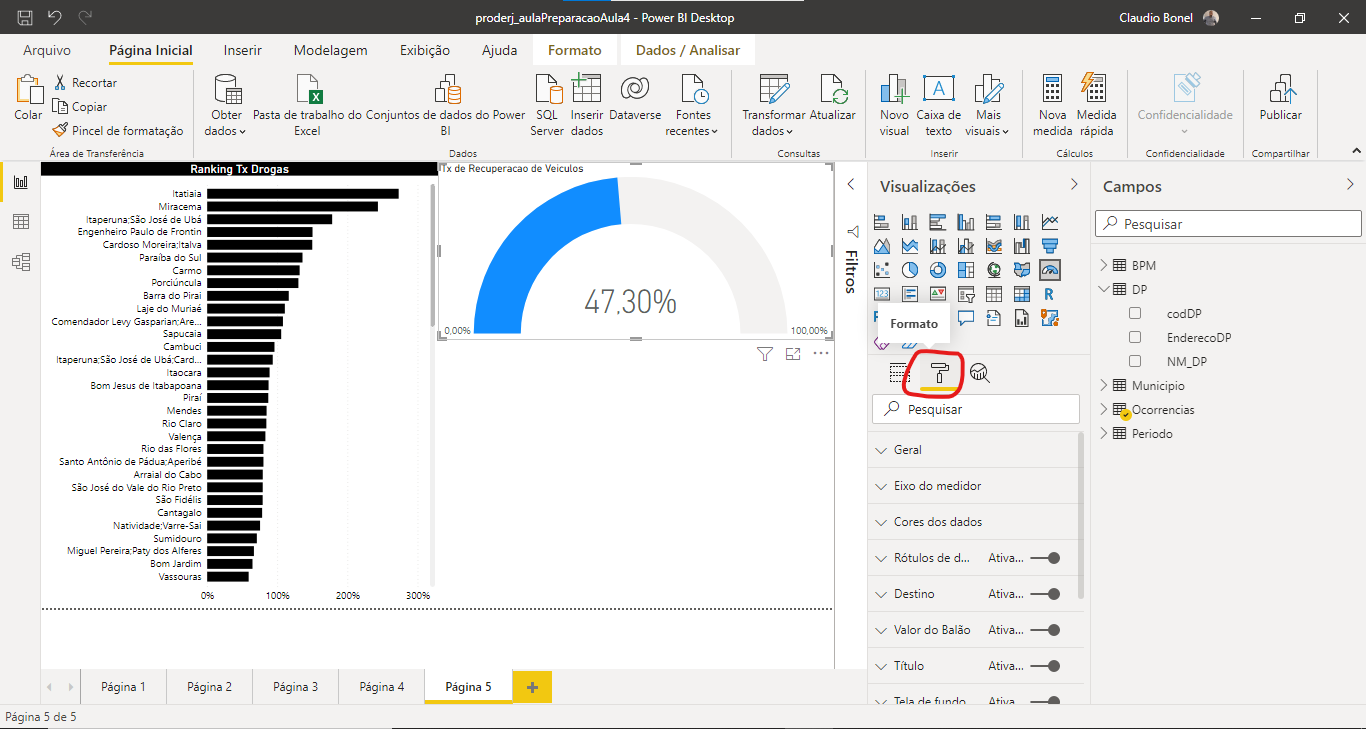 proderj_aulaPreparacaoAula4 - Power BI Desktop
Claudio Bonel
Arquivo
Página Inicial
Inserir
Modelagem
Exibição
Ajuda
Formato
Dados / Analisar
Colar
Recortar
Copiar
Pincel de formatação
Obter dados
Pasta de trabalho do Excel
Conjuntos de dados do Power BI
SQL Server
Inserir dados
Dataverse
Fontes recentes
Transformar dados
Atualizar
Novo visual
Caixa de texto
Mais visuais
Nova medida
Medida rápida
Confidencialidade
Publicar
Área de Transferência
Dados
Consultas
Inserir
Cálculos
Confidencialidade
Compartilhar
Ranking Tx Drogas
Itatiaia
Miracema
Itaperuna;São José de Ubá
Engenheiro Paulo de Frontin
Cardoso Moreira;Italva
Paraíba do Sul
Carmo
Porciúncula
Barra do Piraí
Laje do Muriaé
Comendador Levy Gasparian;Are...
Sapucaia
Cambuci
Itaperuna;São José de Ubá;Card...
Itaocara
Bom Jesus de Itabapoana
Piraí
Mendes
Rio Claro
Valença
Rio das Flores
Santo Antônio de Pádua;Aperibé
Arraial do Cabo
São José do Vale do Rio Preto
São Fidélis
Cantagalo
Natividade;Varre-Sai
Sumidouro
Miguel Pereira;Paty dos Alferes
Bom Jardim
Vassouras
0%
100%
200%
300%
Tx de Recuperacao de Veiculos
47,30%
0,00%
100,00%
Filtros
Visualizações
Formato
Pesquisar
Geral
Eixo do medidor
Cores dos dados
Rótulos de d... Ativa...
Destino Ativa...
Valor do Balão Ativa...
Título Ativa...
Tela de fundo Ativa...
Campos
Pesquisar
BPM
DP
codDP
EnderecoDP
NM_DP
Municipio
Ocorrencias
Periodo
Página 1
Página 2
Página 3
Página 4
Página 5
Página 5 de 5